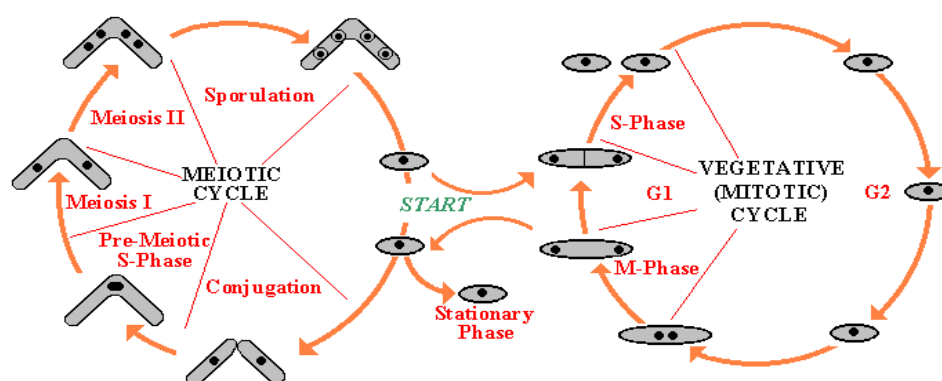 Sporulation
Meiosis II
MEIOTIC
CYCLE
Meiosis I
Pre-Meiotic
S-Phase
Conjugation
START
Stationary
Phase
S-Phase
G1
VEGETATIVE
(MITOTIC)
CYCLE
G2
M-Phase